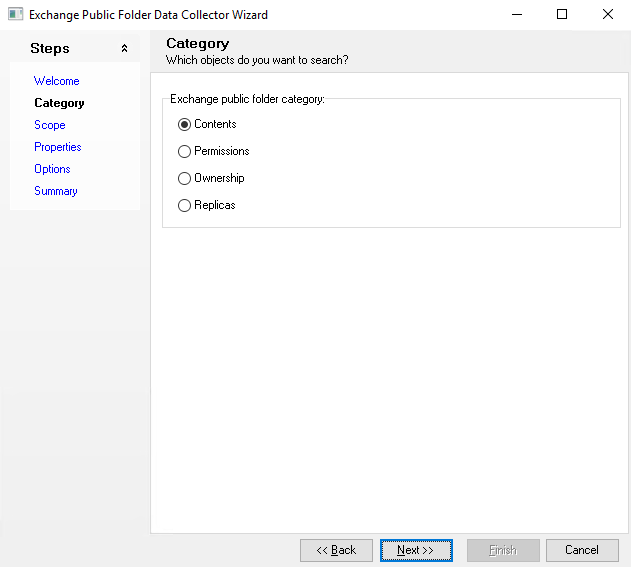 Exchange Public Folder Data Collector Wizard
Steps
Welcome
Category
Scope
Properties
Options
Summary
Category
Which objects do you want to search?
Exchange public folder category:
Contents
Permissions
Ownership
Replicas
<< Back
Next >>
Finish
Cancel